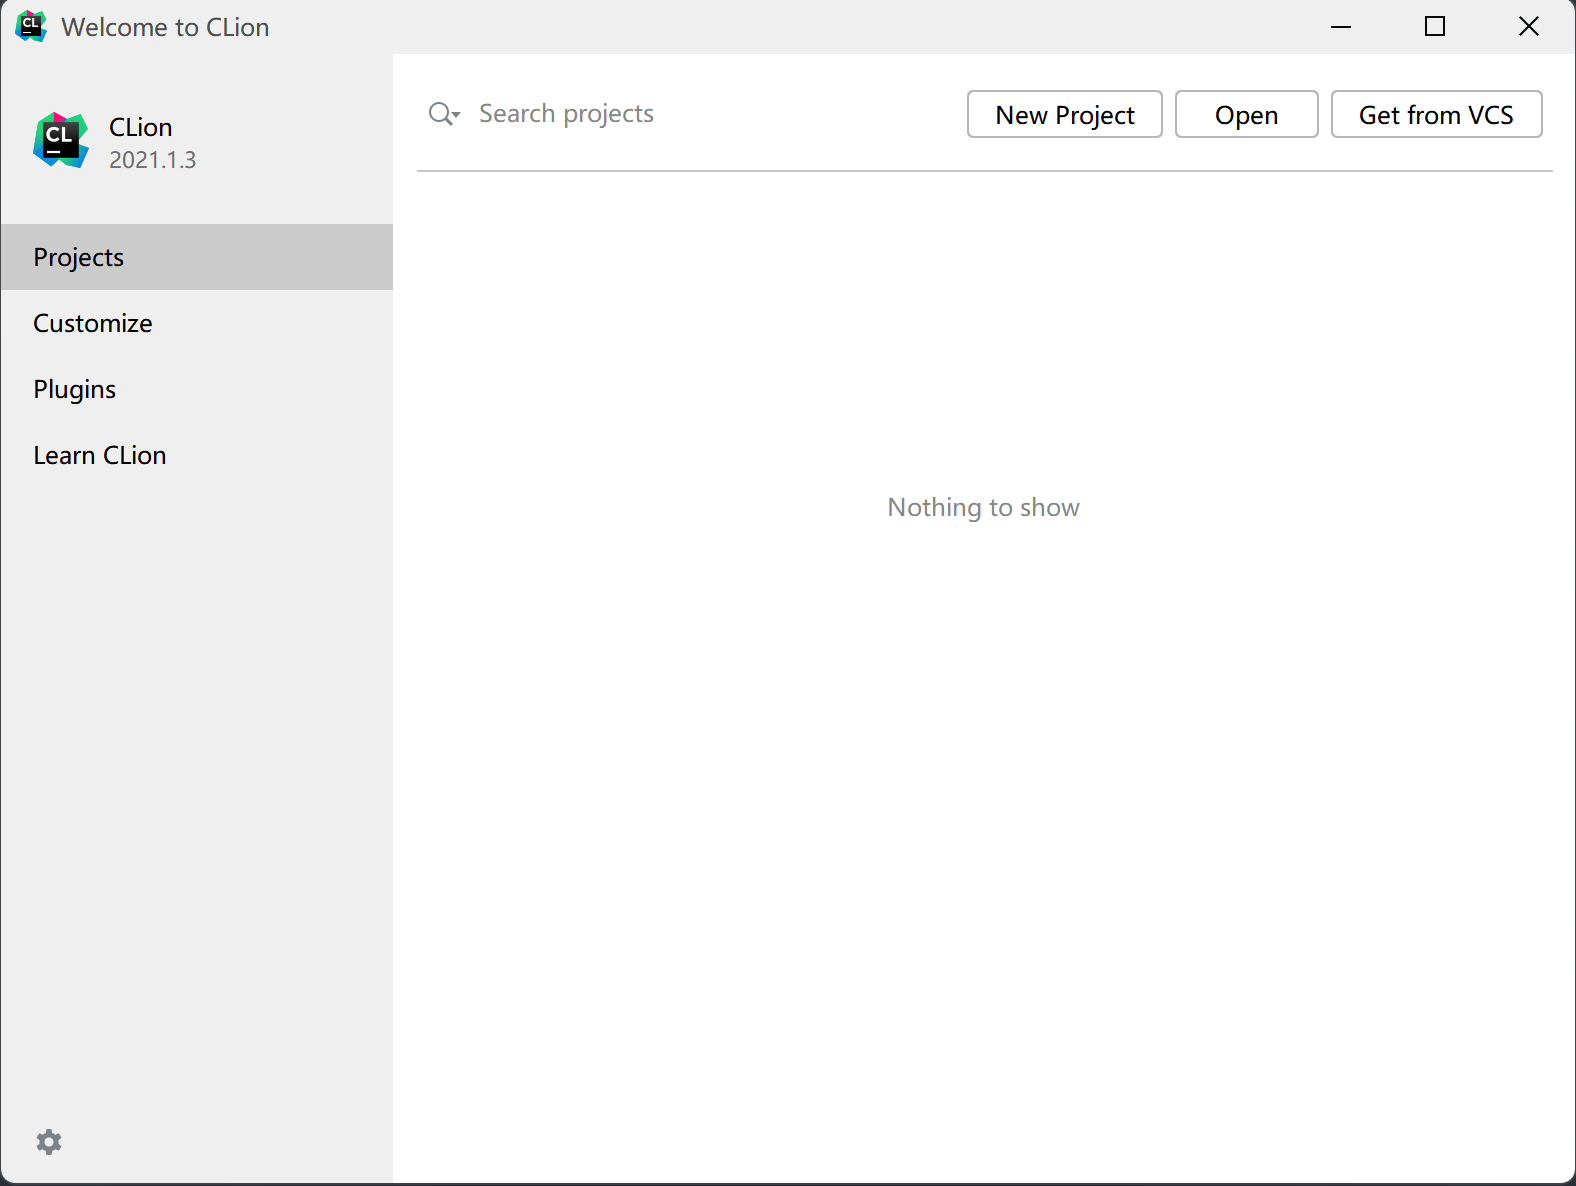 Welcome to CLion
CL
CLion
2021.1.3
Projects
Customize
Plugins
Learn CLion
Search projects
New Project
Open
Get from VCS
Nothing to show